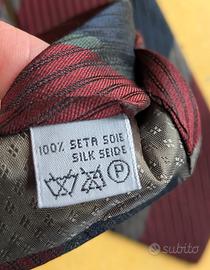 100% SETA SOIE
SILK SEIDE
P
subito